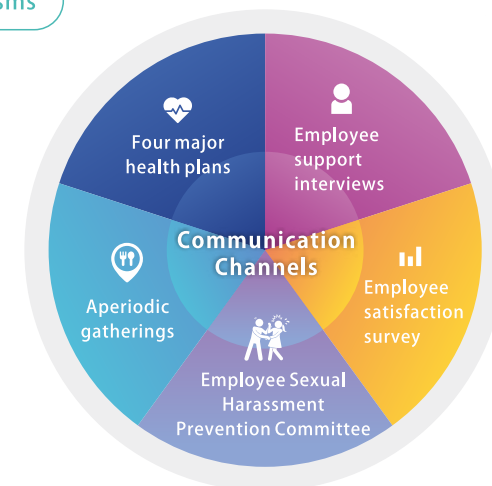 Four major
health plans
Employee
support
interviews
Communication
Channels
Aperiodic
gatherings
Employee
satisfaction
survey
Employee Sexual
Harassment
Prevention Committee